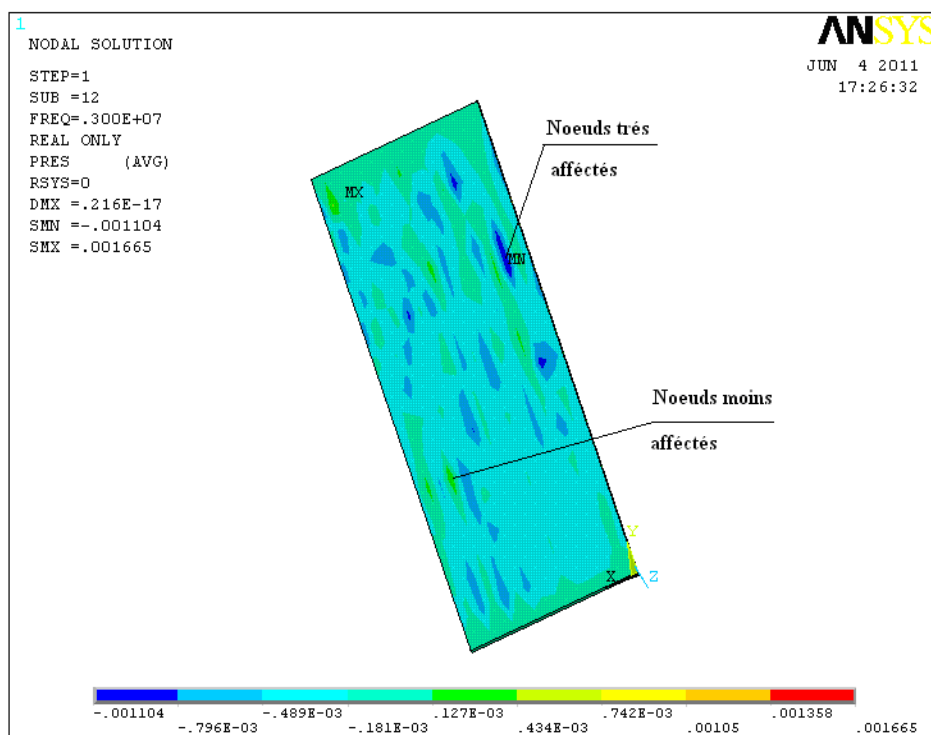 1
NODAL SOLUTION
STEP=1
SUB =12
FREQ=.300E+07
REAL ONLY
PRES (AVG)
RSYS=0
DMX =.216E-17
SMN =-.001104
SMX =.001665
ANSYS
JUN 4 2011
17:26:32
Noeuds trés
afféctés
MX
MN
Noeuds moins
afféctés
Y
X
Z
-.001104
-.796E-03
-.489E-03
-.181E-03
.127E-03
.434E-03
.742E-03
.00105
.001358
.001665